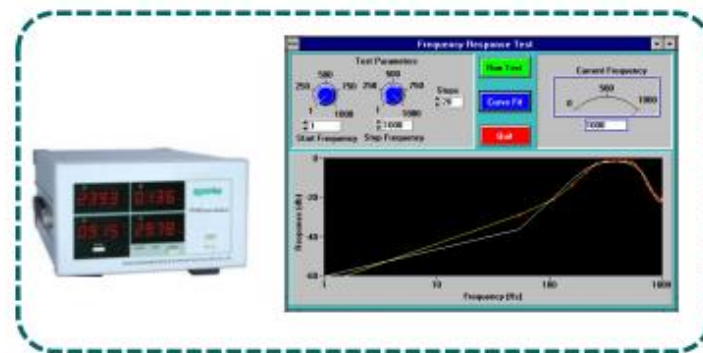 Frequency Response Test
Test Parameters
500
250
750
1
1000
1
Start Frequency
500
250
750
1
1000
1000
Stop Frequency
Steps
Run Test
Curve Fit
Quit
Current Frequency
500
0
1000
1000
Response (db)
0
-20
-40
-60
1
10
100
1000
Frequency (Hz)